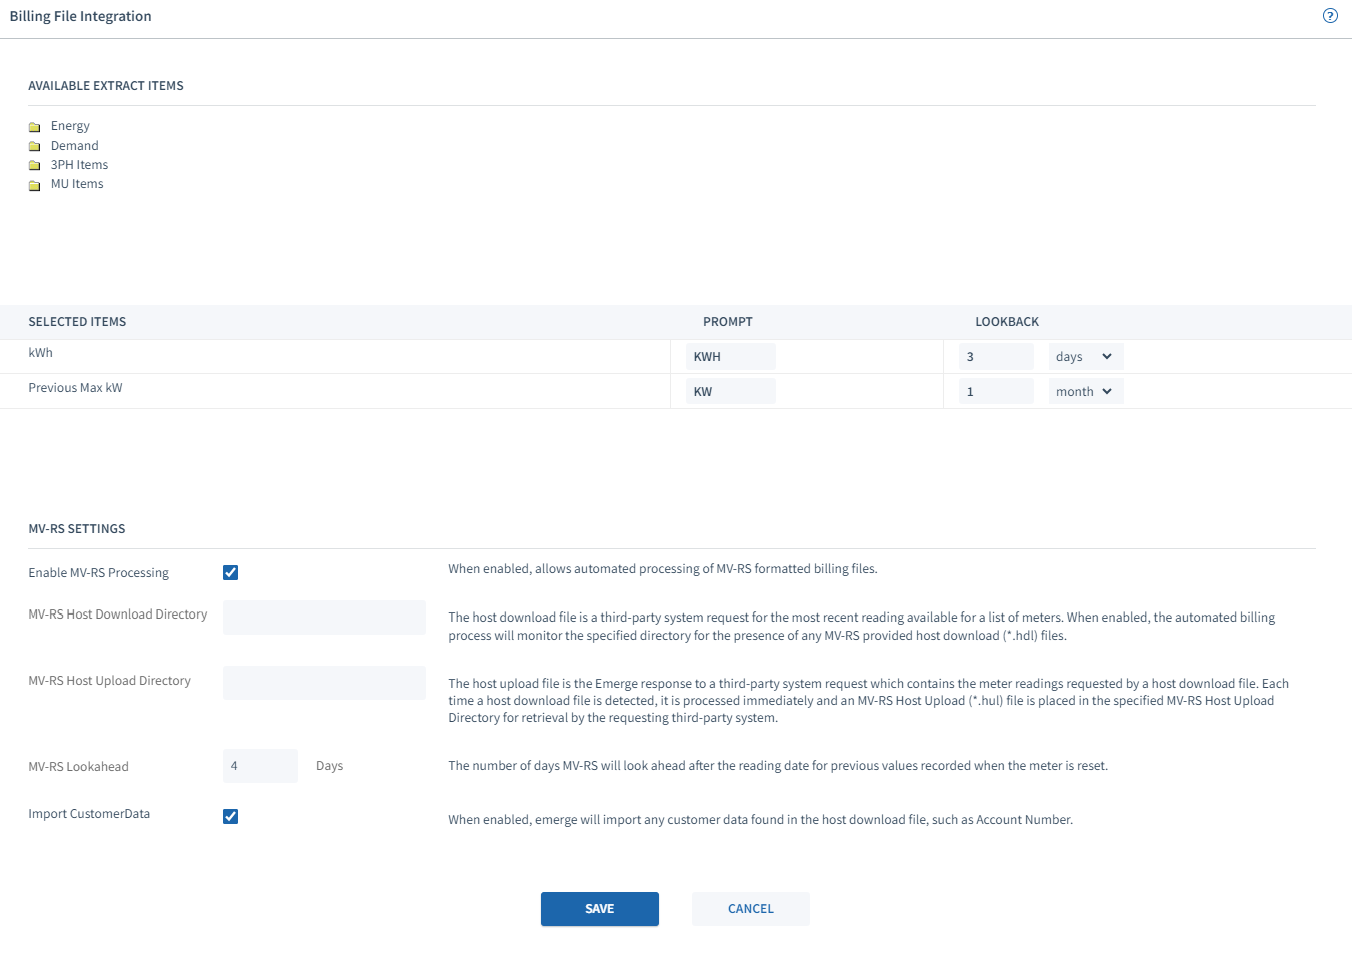 Billing File Integration
?
AVAILABLE EXTRACT ITEMS
Energy
Demand
3PH Items
MU Items
SELECTED ITEMS PROMPT LOOKBACK
kWh KWH 3 days
Previous Max kW KW 1 month
MV-RS SETTINGS
Enable MV-RS Processing When enabled, allows automated processing of MV-RS formatted billing files.
MV-RS Host Download Directory The host download file is a third-party system request for the most recent reading available for a list of meters. When enabled, the automated billing
process will monitor the specified directory for the presence of any MV-RS provided host download (*.hdl) files.
MV-RS Host Upload Directory The host upload file is the Emerge response to a third-party system request which contains the meter readings requested by a host download file. Each
time a host download file is detected, it is processed immediately and an MV-RS Host Upload (*.hul) file is placed in the specified MV-RS Host Upload
Directory for retrieval by the requesting third-party system.
MV-RS Lookahead 4 Days The number of days MV-RS will look ahead after the reading date for previous values recorded when the meter is reset.
Import CustomerData When enabled, emerge will import any customer data found in the host download file, such as Account Number.
SAVE CANCEL